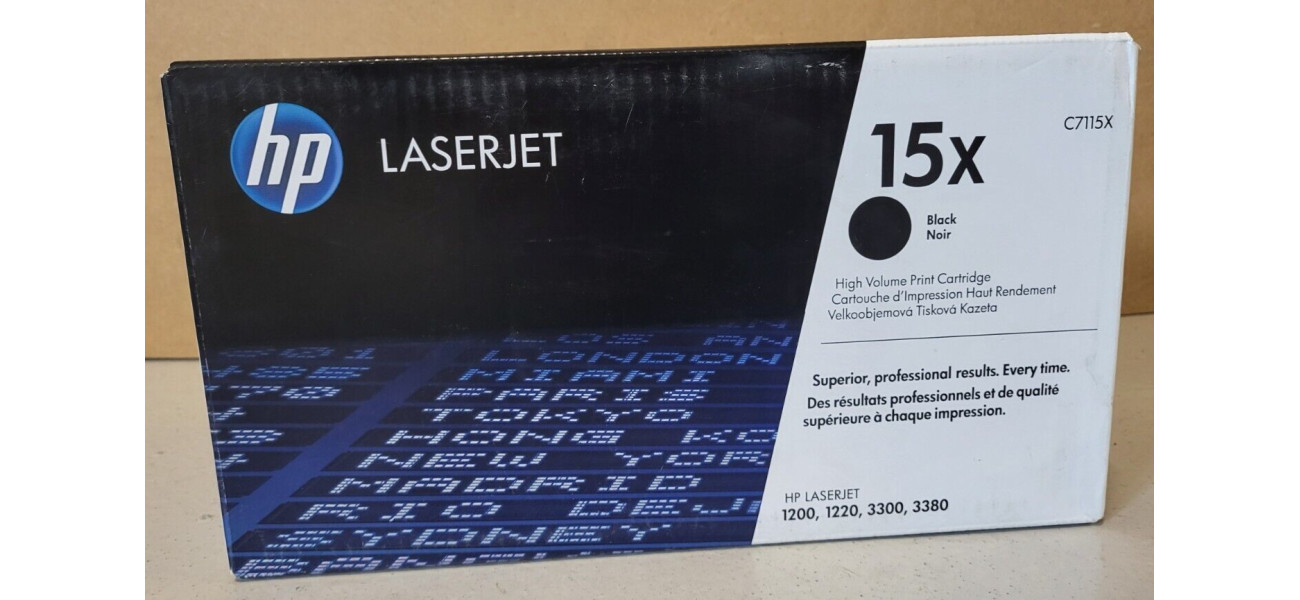 hp
LASERJET
15X
C7115X
Black
Noir
High Volume Print Cartridge
Cartouche d'Impression Haut Rendement
Velkoobjemová Tisková Kazeta
Superior, professional results. Every time.
Des résultats professionnels et de qualité
supérieure à chaque impression.
HP LASERJET
1200, 1220, 3300, 3380
LONDON
MIAMI
PARIS
TOKYO
HONG KO
NEW YOR
MADRID
RIO
SYDNEY